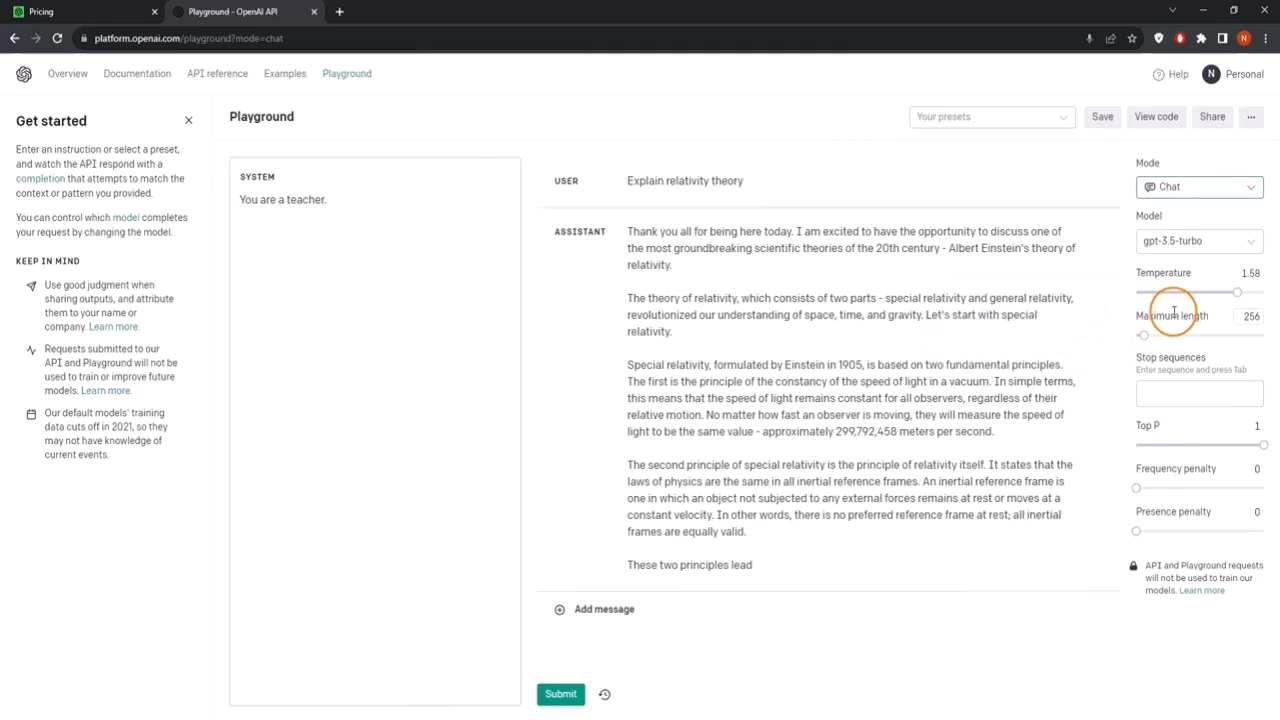 Pricing
Playground - OpenAI API
platform.openai.com/playground?mode=chat
N
Overview
Documentation
API reference
Examples
Playground
Help
N
Personal
Get started
Enter an instruction or select a preset,
and watch the API respond with a
completion that attempts to match the
context or pattern you provided.
You can control which model completes
your request by changing the model.
KEEP IN MIND
Use good judgment when
sharing outputs, and attribute
them to your name or
company. Learn more.
Requests submitted to our
API and Playground will not be
used to train or improve future
models. Learn more.
Our default models' training
data cuts off in 2021, so they
may not have knowledge of
current events.
Playground
Your presets
Save
View code
Share
...
SYSTEM
You are a teacher.
USER
Explain relativity theory
ASSISTANT
Thank you all for being here today. I am excited to have the opportunity to discuss one of
the most groundbreaking scientific theories of the 20th century - Albert Einstein's theory of
relativity.
The theory of relativity, which consists of two parts - special relativity and general relativity,
revolutionized our understanding of space, time, and gravity. Let's start with special
relativity.
Special relativity, formulated by Einstein in 1905, is based on two fundamental principles.
The first is the principle of the constancy of the speed of light in a vacuum. In simple terms,
this means that the speed of light remains constant for all observers, regardless of their
relative motion. No matter how fast an observer is moving, they will measure the speed of
light to be the same value - approximately 299,792,458 meters per second.
The second principle of special relativity is the principle of relativity itself. It states that the
laws of physics are the same in all inertial reference frames. An inertial reference frame is
one in which an object not subjected to any external forces remains at rest or moves at a
constant velocity. In other words, there is no preferred reference frame at rest; all inertial
frames are equally valid.
These two principles lead
Add message
Submit
Mode
Chat
Model
gpt-3.5-turbo
Temperature 1.58
Maximum length 256
Stop sequences
Enter sequence and press Tab
Top P 1
Frequency penalty 0
Presence penalty 0
API and Playground requests
will not be used to train our
models. Learn more